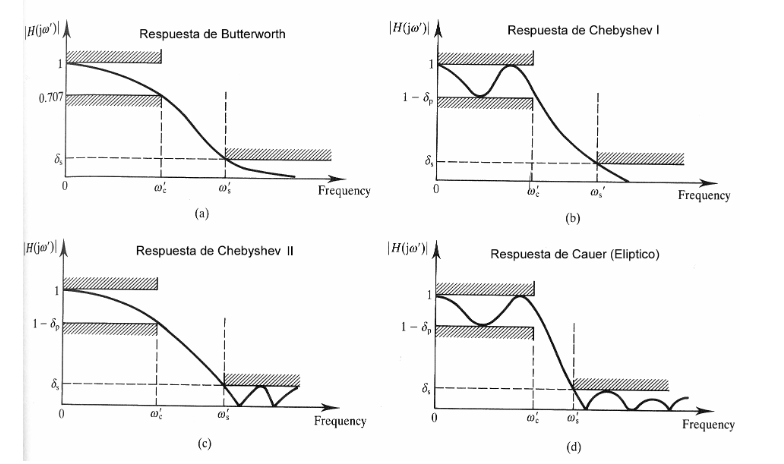 |H(jω′)|
Respuesta de Butterworth
1
0.707
δs
0
ω′c
ω′s
Frequency
(a)
|H(jω′)|
Respuesta de Chebyshev I
1
1 − δp
δs
0
ω′c
ωs′
Frequency
(b)
|H(jω′)|
Respuesta de Chebyshev II
1
1 − δp
δs
0
ω′c
ω′s
Frequency
(c)
|H(jω′)|
Respuesta de Cauer (Eliptico)
1
1 − δp
δs
0
ω′c
ω′s
Frequency
(d)